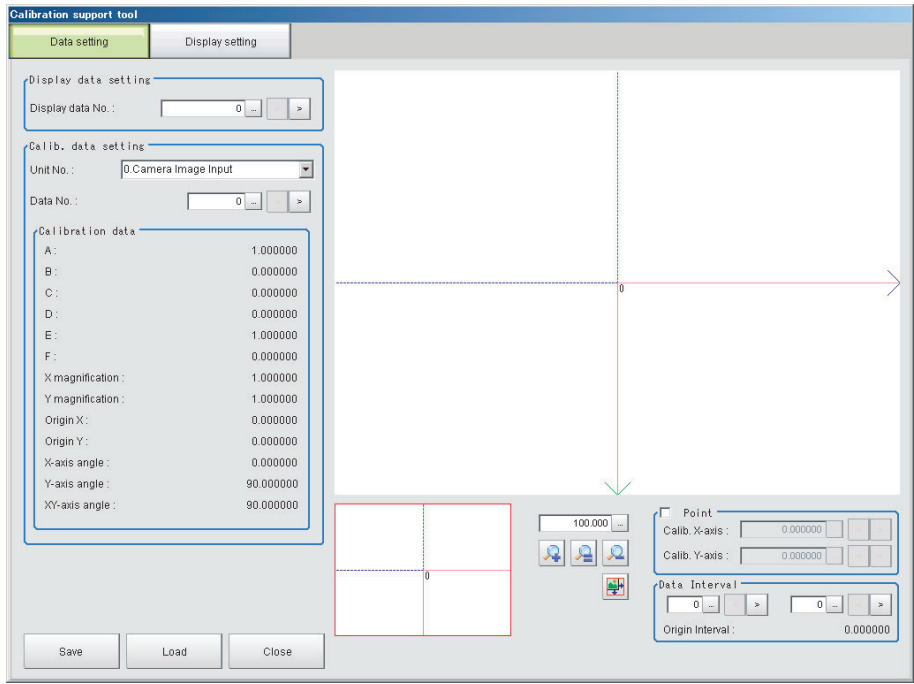 Calibration support tool
Data setting
Display setting
Display data setting
Display data No. : 0 ... < >
Calib. data setting
Unit No. : 0.Camera Image Input
Data No. : 0 ... < >
Calibration data
A : 1.000000
B : 0.000000
C : 0.000000
D : 0.000000
E : 1.000000
F : 0.000000
X magnification : 1.000000
Y magnification : 1.000000
Origin X : 0.000000
Origin Y : 0.000000
X-axis angle : 0.000000
Y-axis angle : 90.000000
XY-axis angle : 90.000000
Save
Load
Close
0
0
100.000 ...
Point
Calib. X-axis : 0.000000
Calib. Y-axis : 0.000000
Data Interval
0 ... < > 0 ... < >
Origin Interval : 0.000000